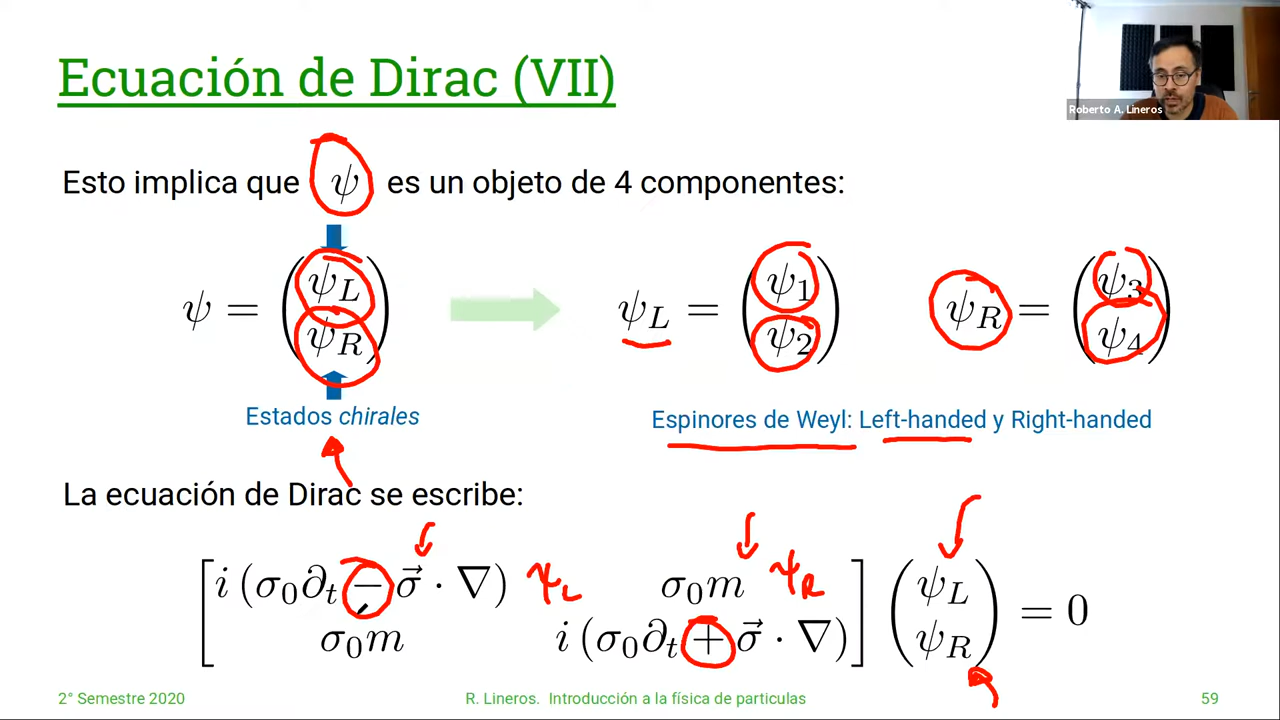 Ecuación de Dirac (VII)
Roberto A. Lineros
Esto implica que ψ es un objeto de 4 componentes:
ψ = (ψ_L ψ_R)
ψ_L = (ψ_1 ψ_2)
ψ_R = (ψ_3 ψ_4)
Estados chirales
Espinores de Weyl: Left-handed y Right-handed
La ecuación de Dirac se escribe:
[ i (σ_0∂_t − σ⃗ · ∇) ψ_L σ_0m ψ_R
σ_0m i (σ_0∂_t + σ⃗ · ∇) ] (ψ_L ψ_R) = 0
2° Semestre 2020
R. Lineros. Introducción a la física de particulas
59